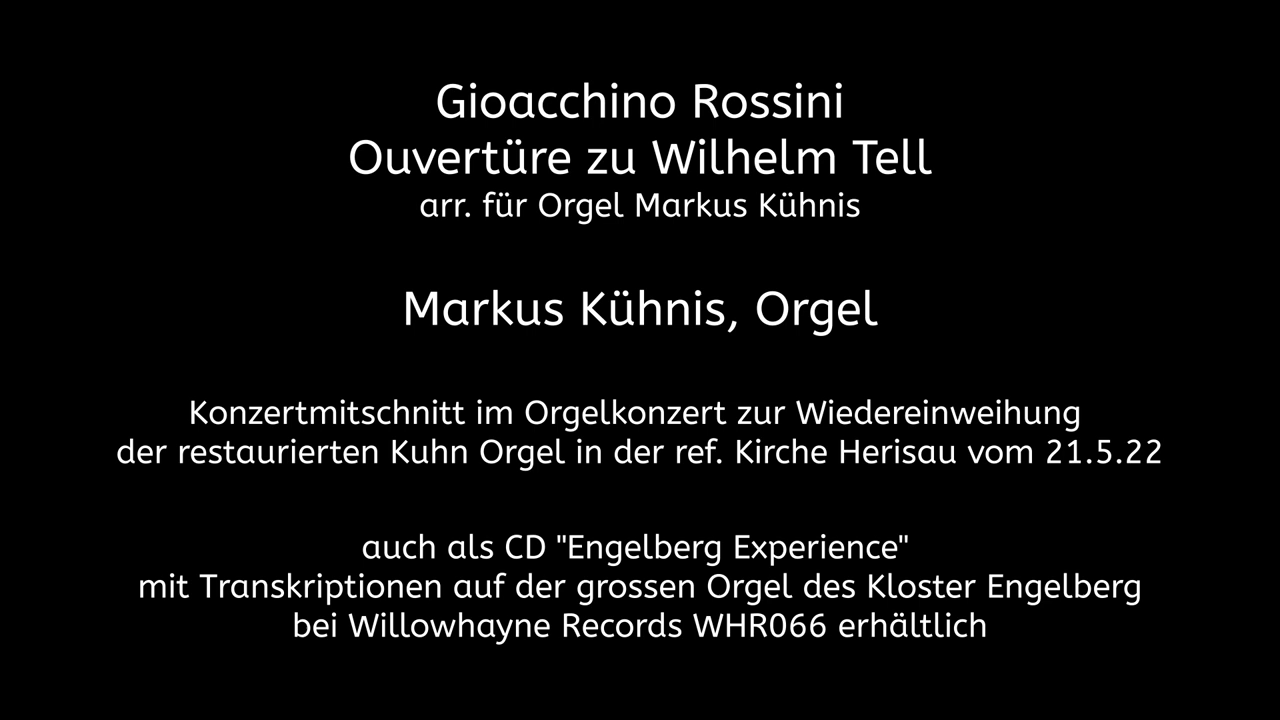 Gioacchino Rossini
Ouvertüre zu Wilhelm Tell
arr. für Orgel Markus Kühnis
Markus Kühnis, Orgel
Konzertmitschnitt im Orgelkonzert zur Wiedereinweihung
der restaurierten Kuhn Orgel in der ref. Kirche Herisau vom 21.5.22
auch als CD "Engelberg Experience"
mit Transkriptionen auf der grossen Orgel des Kloster Engelberg
bei Willowhayne Records WHR066 erhältlich